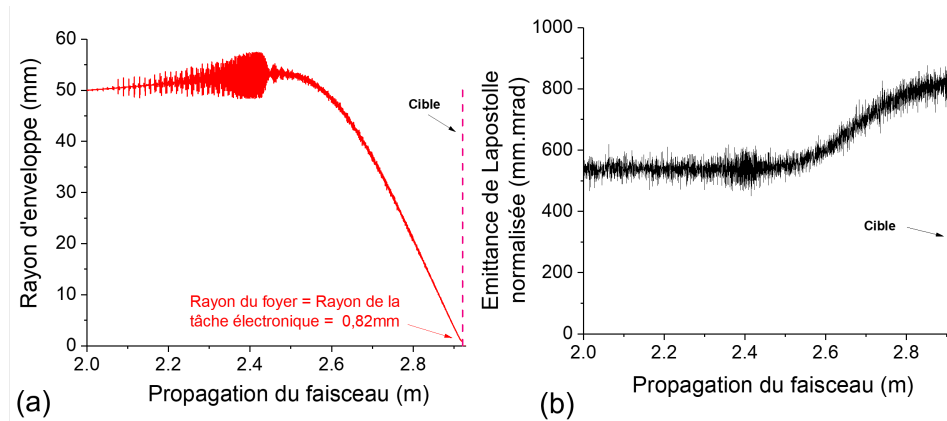 60
50
40
30
20
10
0
2.0
2.2
2.4
2.6
2.8
Rayon d'enveloppe (mm)
Propagation du faisceau (m)
Cible
Rayon du foyer = Rayon de la
tâche électronique = 0,82mm
(a)
1000
800
600
400
200
0
2.0
2.2
2.4
2.6
2.8
Emittance de Lapostolle
normalisée (mm.mrad)
Propagation du faisceau (m)
Cible
(b)